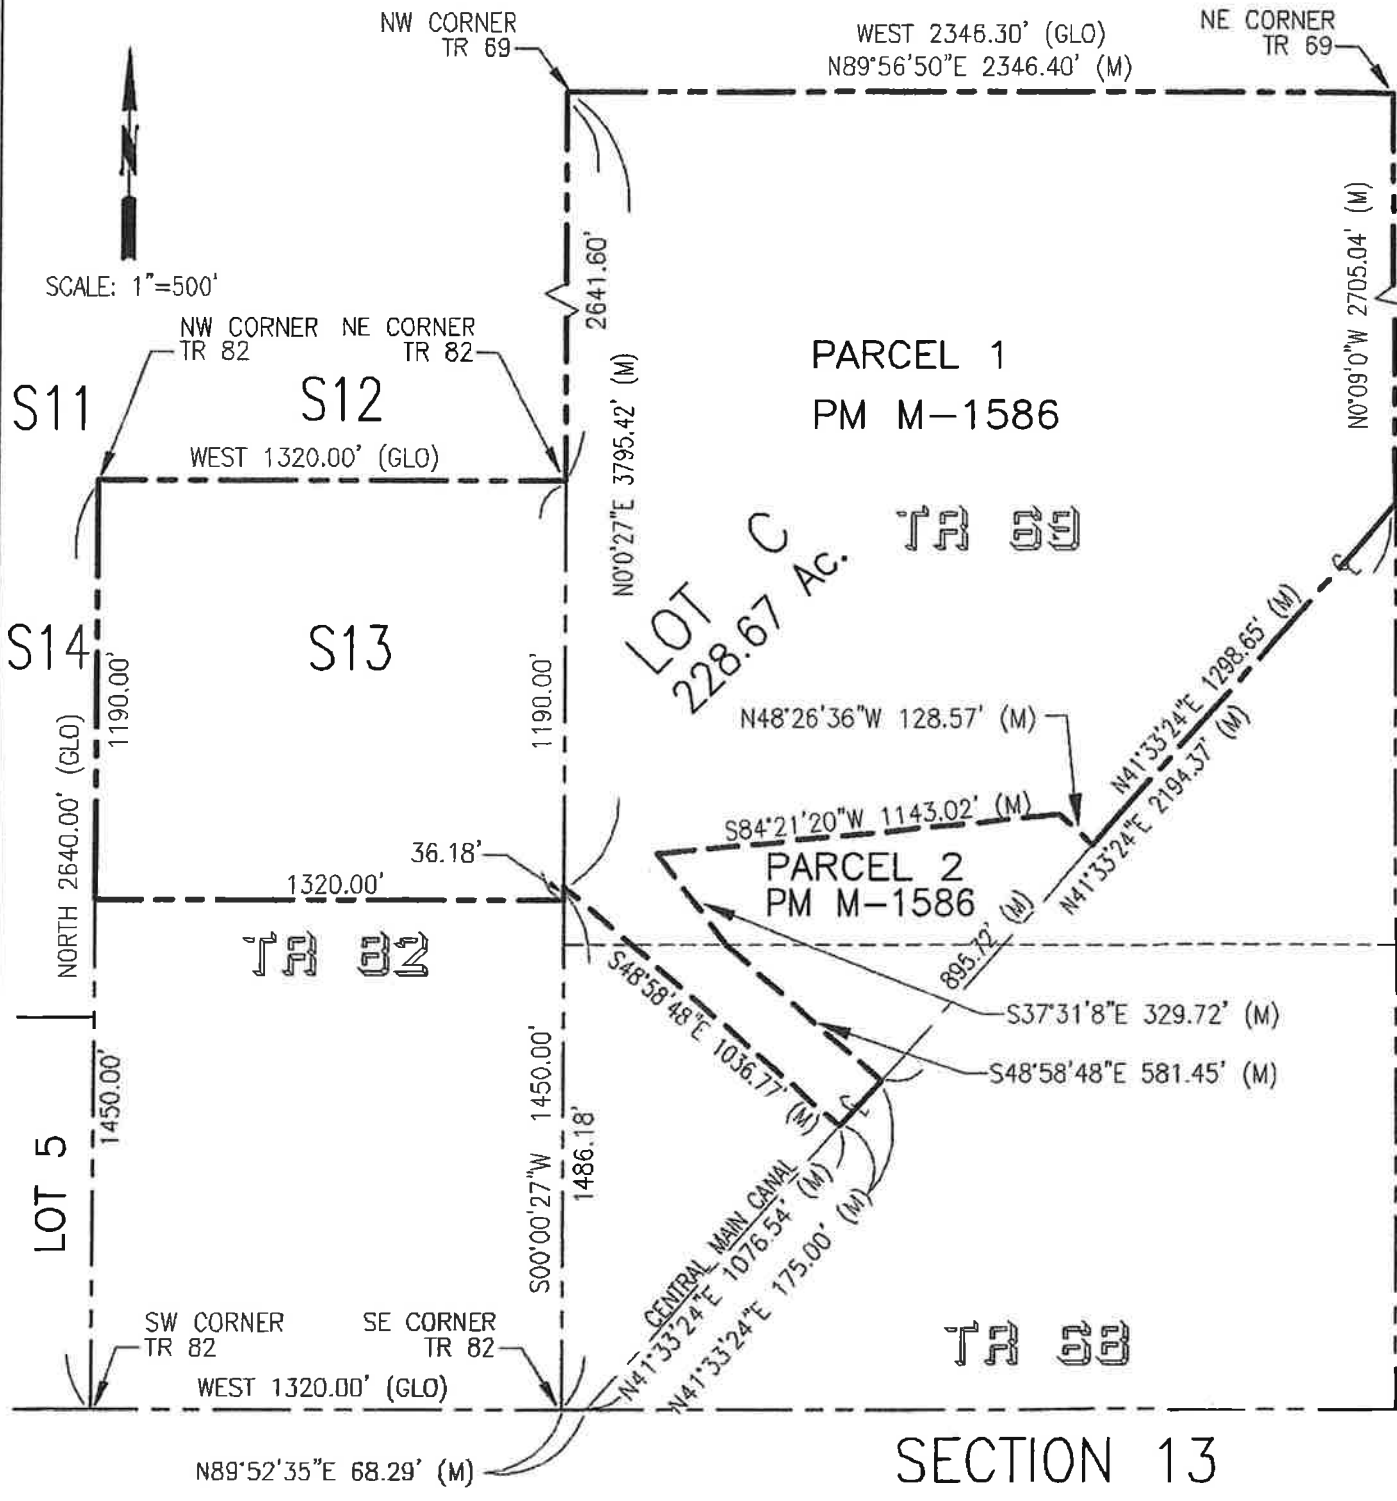 NW CORNER
TR 69
WEST 2346.30' (GLO)
N89°56'50"E 2346.40' (M)
NE CORNER
TR 69
N
SCALE: 1"=500'
2641.60'
N0°09'0"W 2705.04' (M)
NW CORNER
TR 82
NE CORNER
TR 82
PARCEL 1
PM M-1586
S11
S12
WEST 1320.00' (GLO)
N0°0'27"E 3795.42' (M)
TR 69
LOT C
228.67 Ac.
S14
S13
1190.00'
1190.00'
NORTH 2640.00' (GLO)
N48°26'36"W 128.57' (M)
N41°33'24"E 1298.65' (M)
N41°33'24"E 2194.37' (M)
S84°21'20"W 1143.02' (M)
PARCEL 2
PM M-1586
36.18'
1320.00'
TR 82
895.72' (M)
S48°58'48"E 1036.77' (M)
S37°31'8"E 329.72' (M)
S48°58'48"E 581.45' (M)
1450.00'
S00°00'27"W 1450.00'
1486.18'
LOT 5
CENTRAL MAIN CANAL
N41°33'24"E 1076.54' (M)
N41°33'24"E 175.00' (M)
SW CORNER
TR 82
SE CORNER
TR 82
TR 68
WEST 1320.00' (GLO)
N89°52'35"E 68.29' (M)
SECTION 13